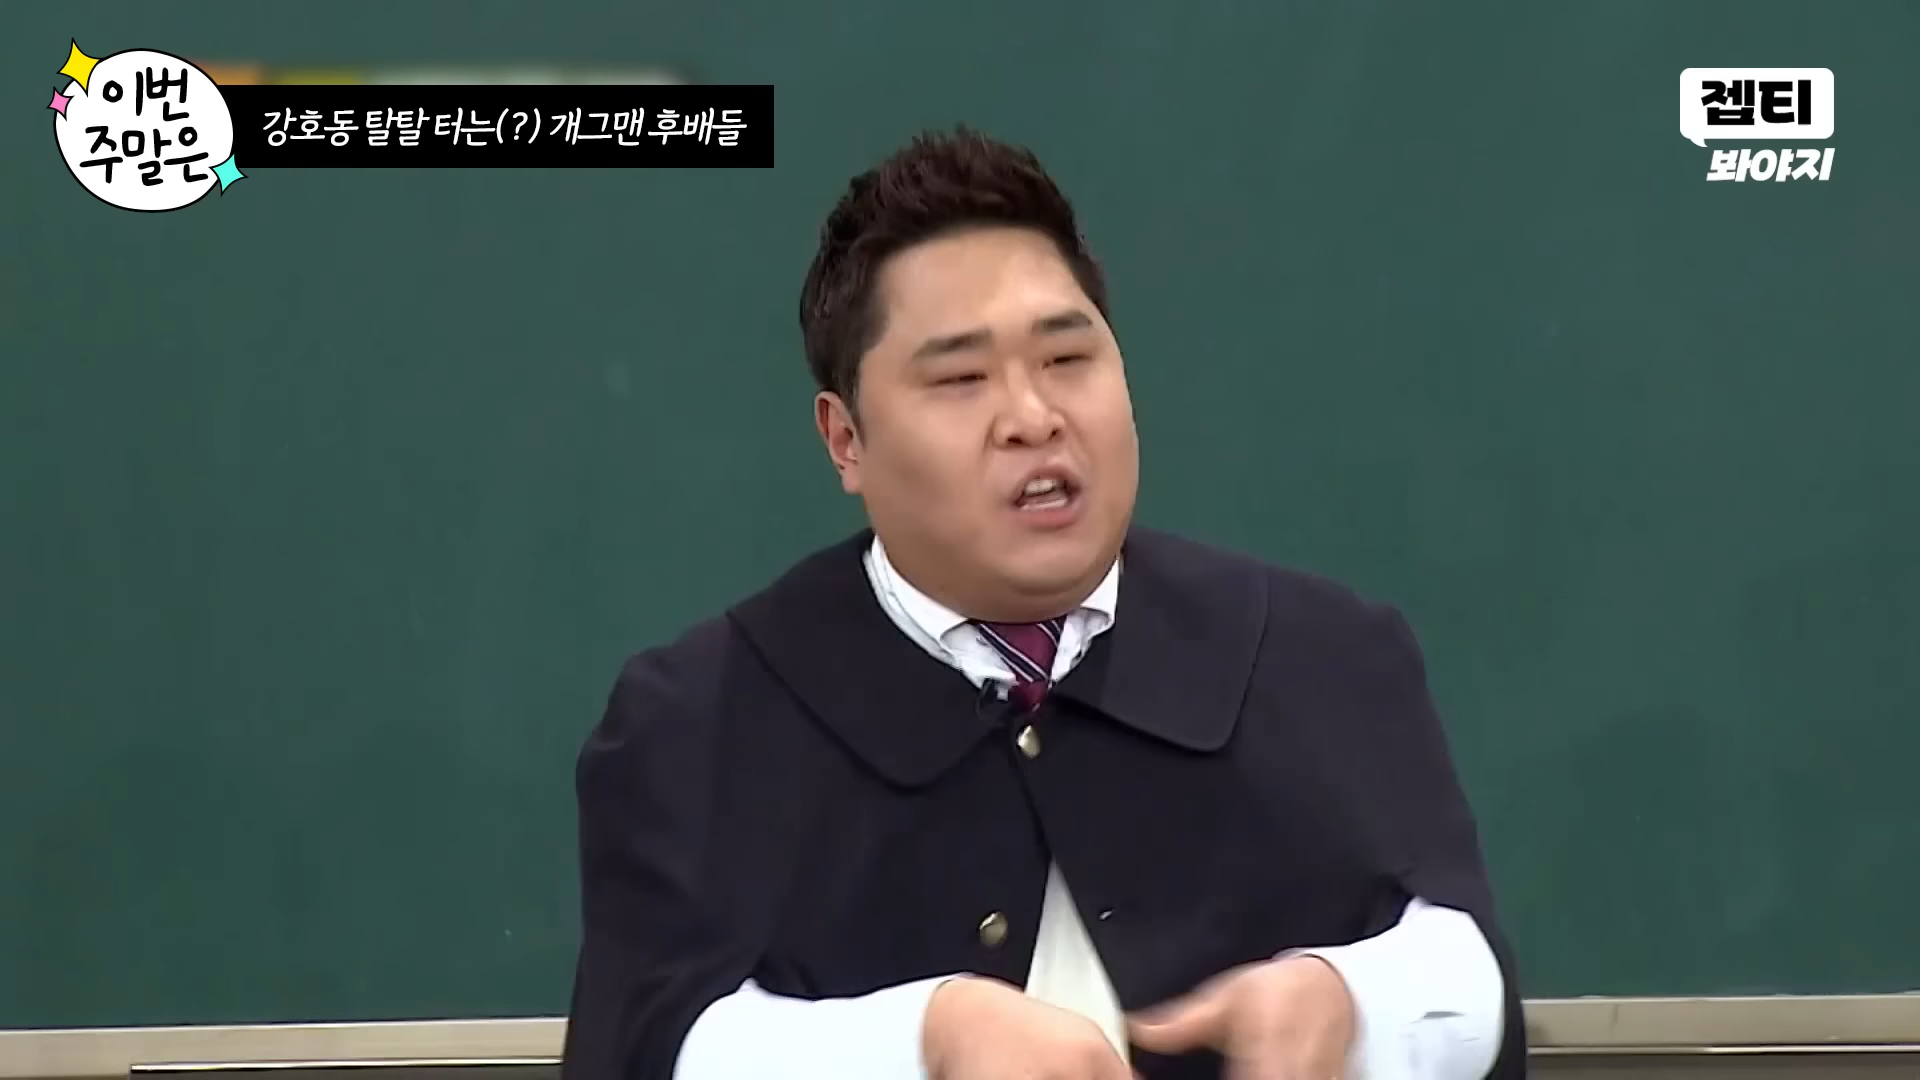 이번
주말은
강호동 탈탈 터는(?) 개그맨 후배들
젭티
봐야지